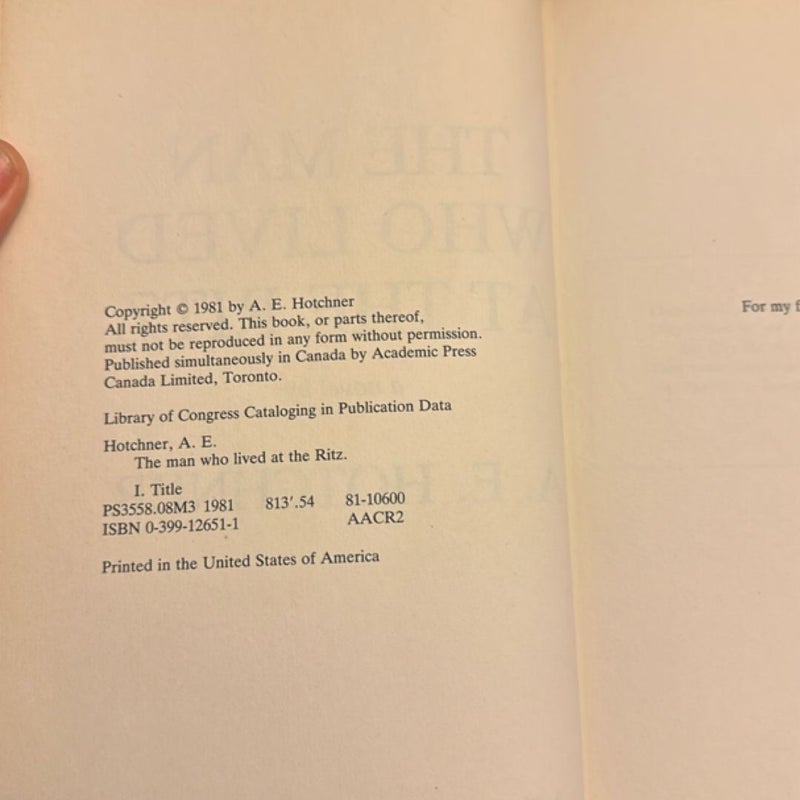 Copyright © 1981 by A. E. Hotchner
All rights reserved. This book, or parts thereof,
must not be reproduced in any form without permission.
Published simultaneously in Canada by Academic Press
Canada Limited, Toronto.
Library of Congress Cataloging in Publication Data
Hotchner, A. E.
The man who lived at the Ritz.
I. Title
PS3558.08M3 1981 813'.54 81-10600
ISBN 0-399-12651-1 AACR2
Printed in the United States of America
For my